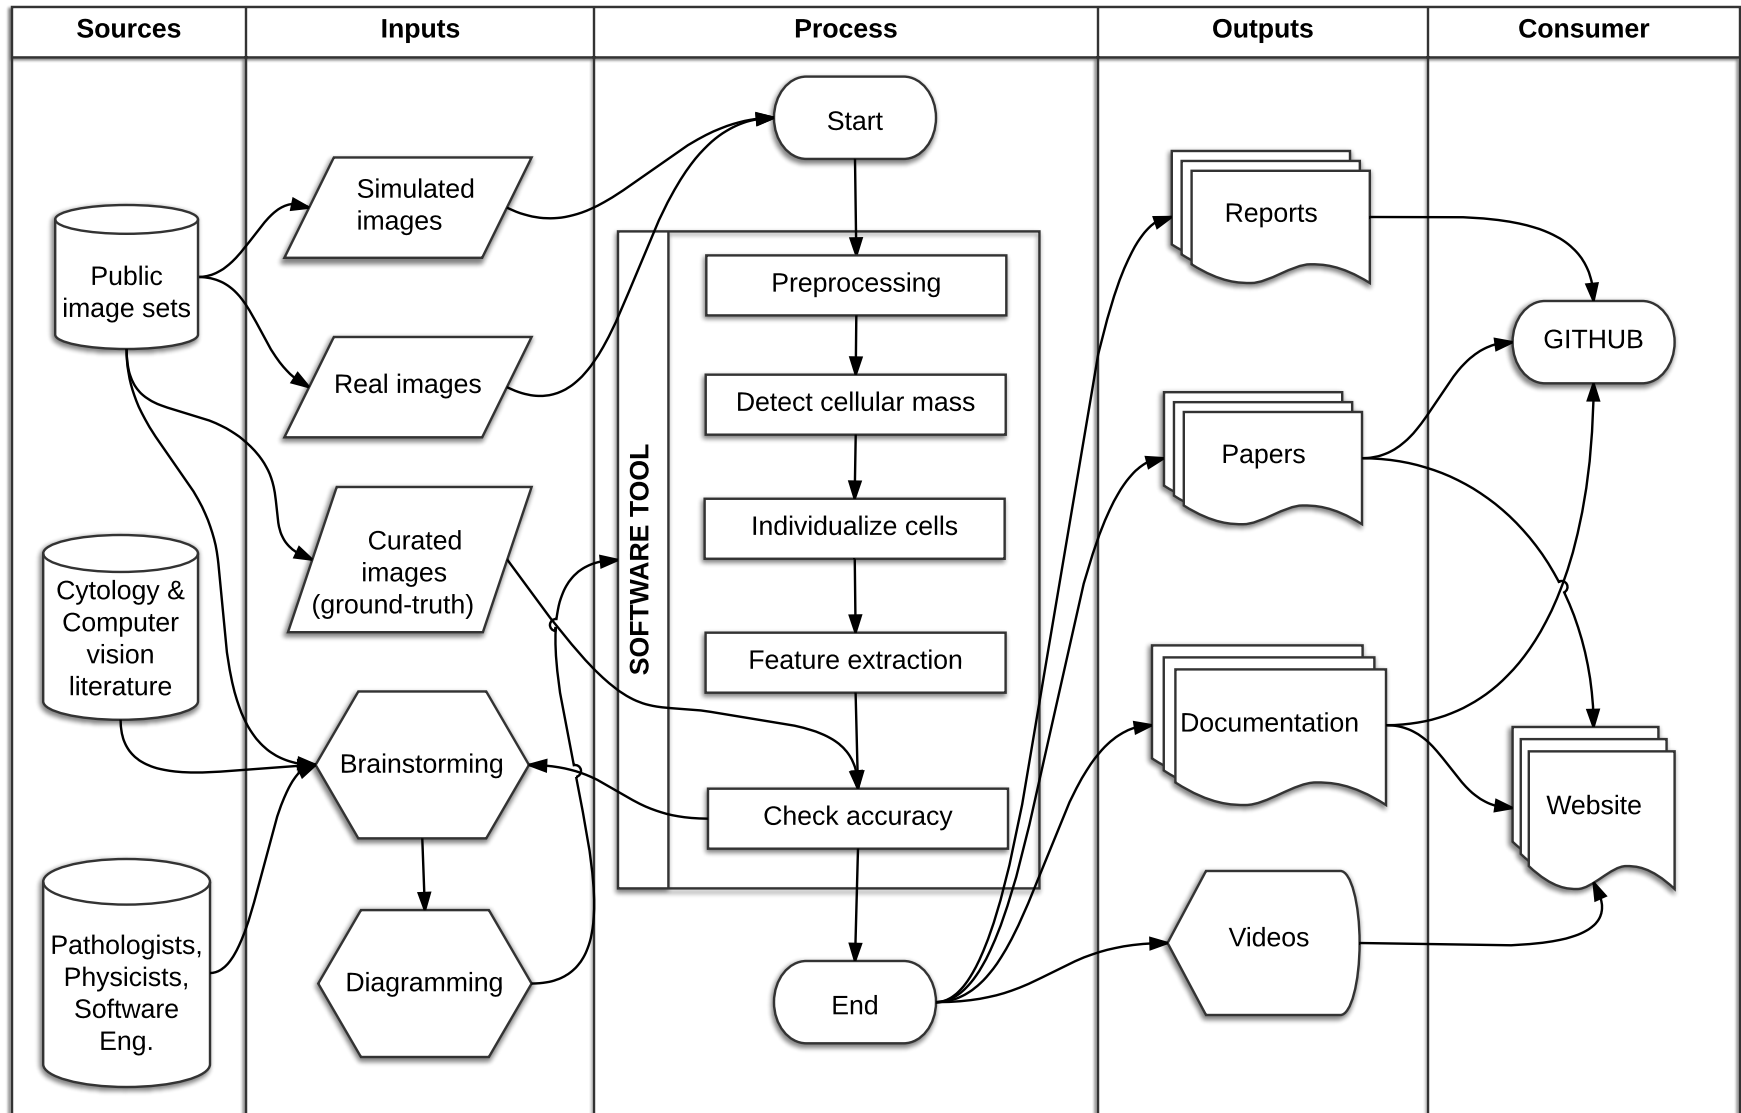 Sources
Inputs
Process
Outputs
Consumer
Public
image sets
Cytology &
Computer
vision
literature
Pathologists,
Physicists,
Software
Eng.
Simulated
images
Real images
Curated
images
(ground-truth)
Brainstorming
Diagramming
Start
SOFTWARE TOOL
Preprocessing
Detect cellular mass
Individualize cells
Feature extraction
Check accuracy
End
Reports
Papers
Documentation
Videos
GITHUB
Website